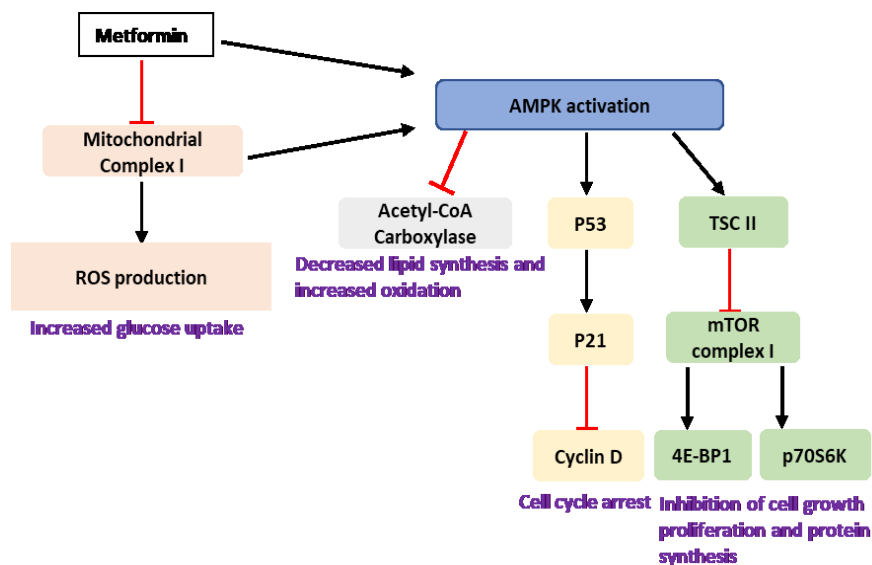 Metformin
AMPK activation
Mitochondrial
Complex I
Acetyl-CoA
Carboxylase
P53
TSC II
Decreased lipid synthesis and
increased oxidation
ROS production
Increased glucose uptake
P21
mTOR
complex I
Cyclin D
4E-BP1
p70S6K
Cell cycle arrest
Inhibition of cell growth
proliferation and protein
synthesis